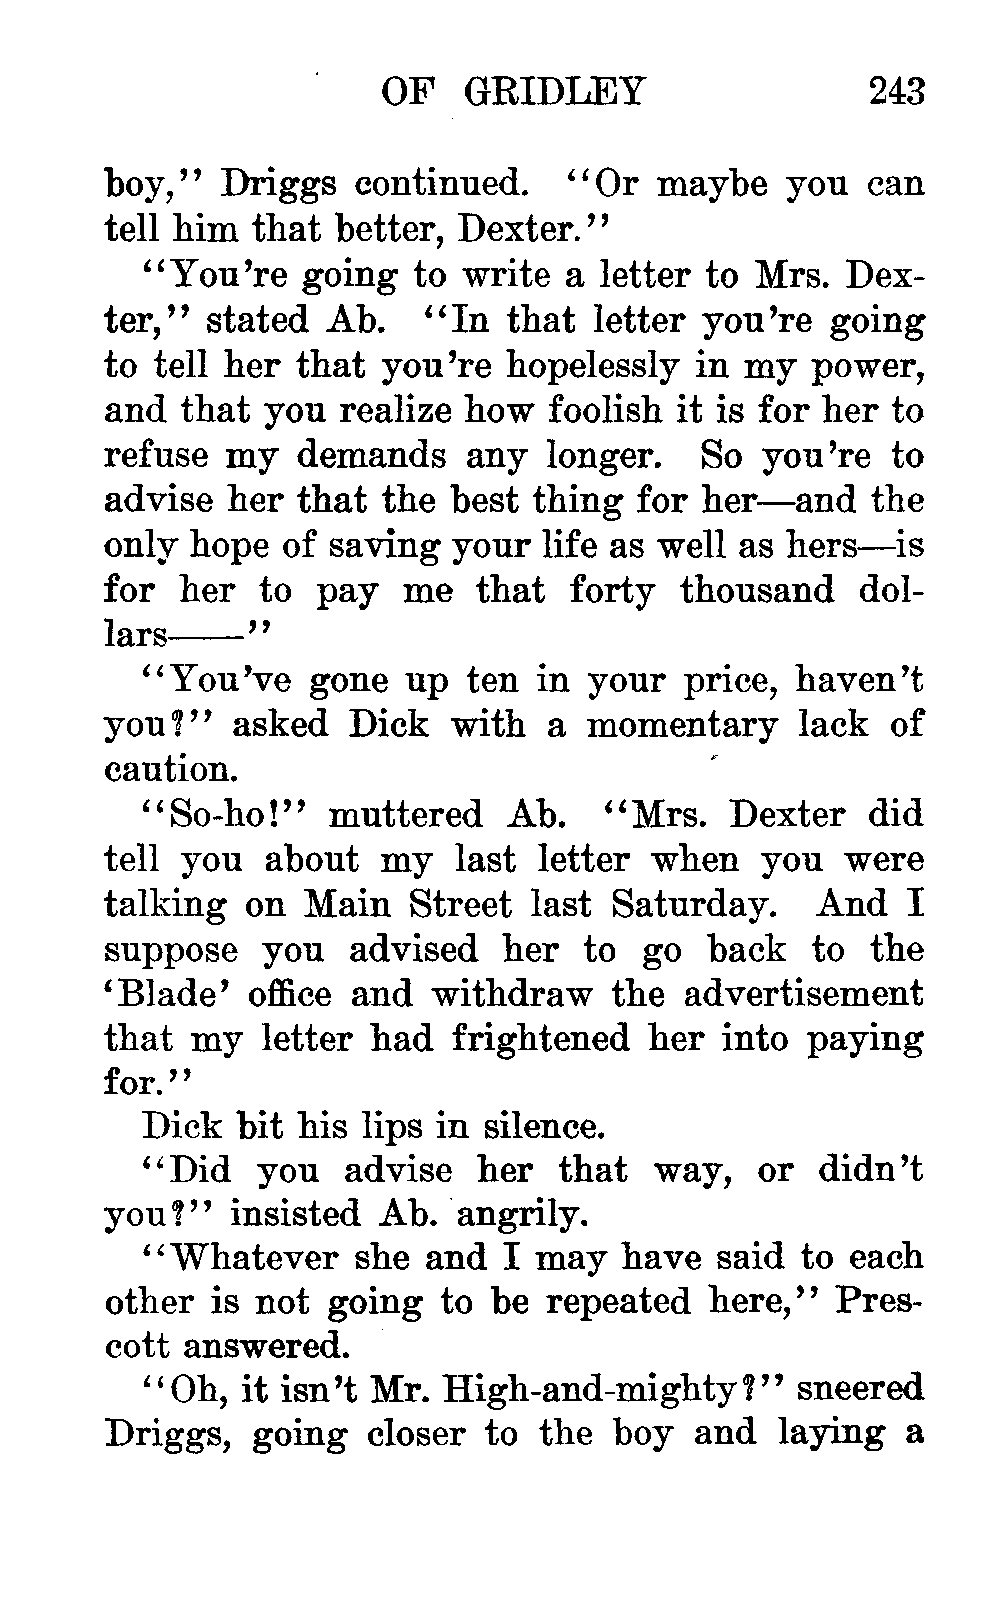 OF GRIDLEY 243
boy," Driggs continued. "Or maybe you can
tell him that better, Dexter."
"You're going to write a letter to Mrs. Dex-
ter," stated Ab. "In that letter you're going
to tell her that you're hopelessly in my power,
and that you realize how foolish it is for her to
refuse my demands any longer. So you're to
advise her that the best thing for her—and the
only hope of saving your life as well as hers—is
for her to pay me that forty thousand dol-
lars——"
"You've gone up ten in your price, haven't
you?" asked Dick with a momentary lack of
caution.
"So-ho!" muttered Ab. "Mrs. Dexter did
tell you about my last letter when you were
talking on Main Street last Saturday. And I
suppose you advised her to go back to the
'Blade' office and withdraw the advertisement
that my letter had frightened her into paying
for."
Dick bit his lips in silence.
"Did you advise her that way, or didn't
you?" insisted Ab. angrily.
"Whatever she and I may have said to each
other is not going to be repeated here," Pres-
cott answered.
"Oh, it isn't Mr. High-and-mighty?" sneered
Driggs, going closer to the boy and laying a